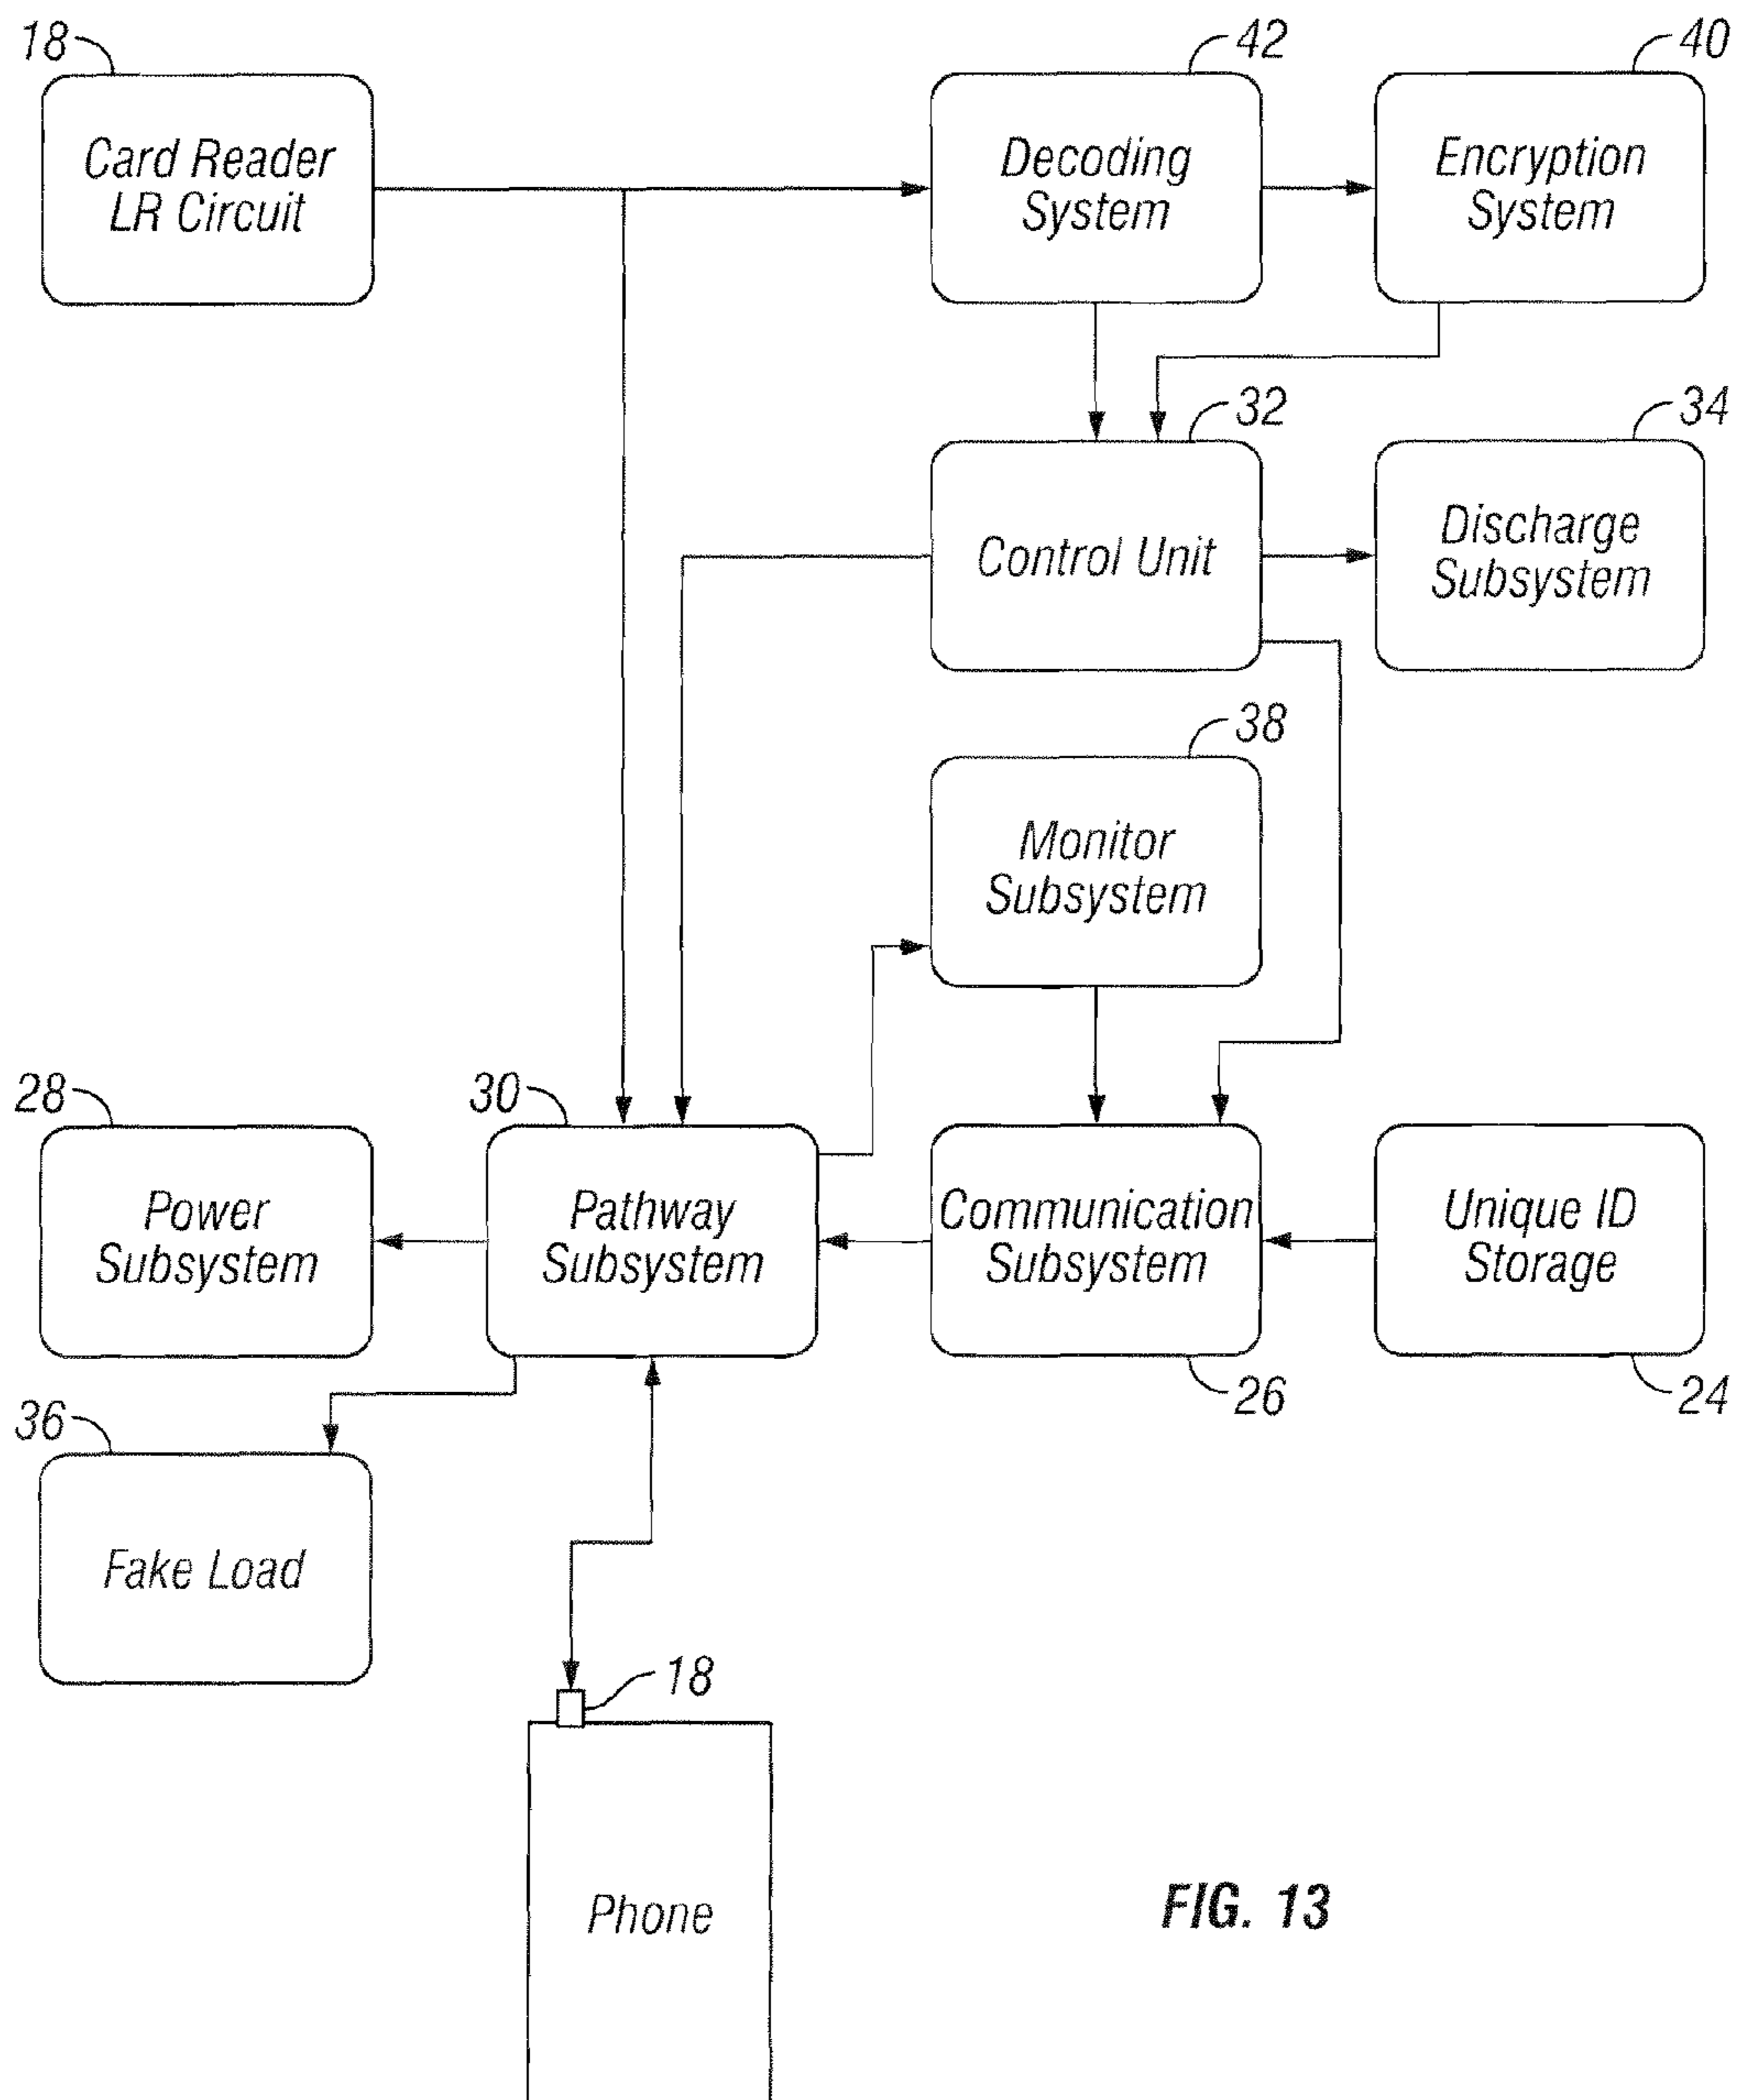 18
42
40
Card Reader
LR Circuit
Decoding
System
Encryption
System
32
34
Control Unit
Discharge
Subsystem
38
Monitor
Subsystem
28
30
Power
Subsystem
Pathway
Subsystem
Communication
Subsystem
Unique ID
Storage
26
24
36
Fake Load
18
Phone
FIG. 13